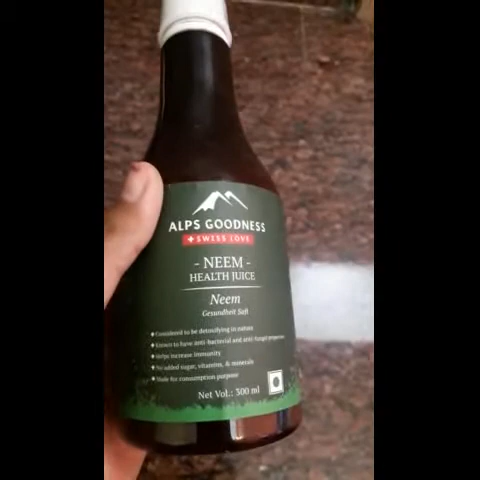 ALPS GOODNESS
SWISS LOVE
- NEEM -
HEALTH JUICE
Neem
Gesundheit Saft
Considered to be detoxifying in nature
Known to have anti-bacterial and anti-fungal properties
Helps increase immunity
No added sugar, vitamins, & minerals
Made for consumption purpose
Net Vol.: 300 ml